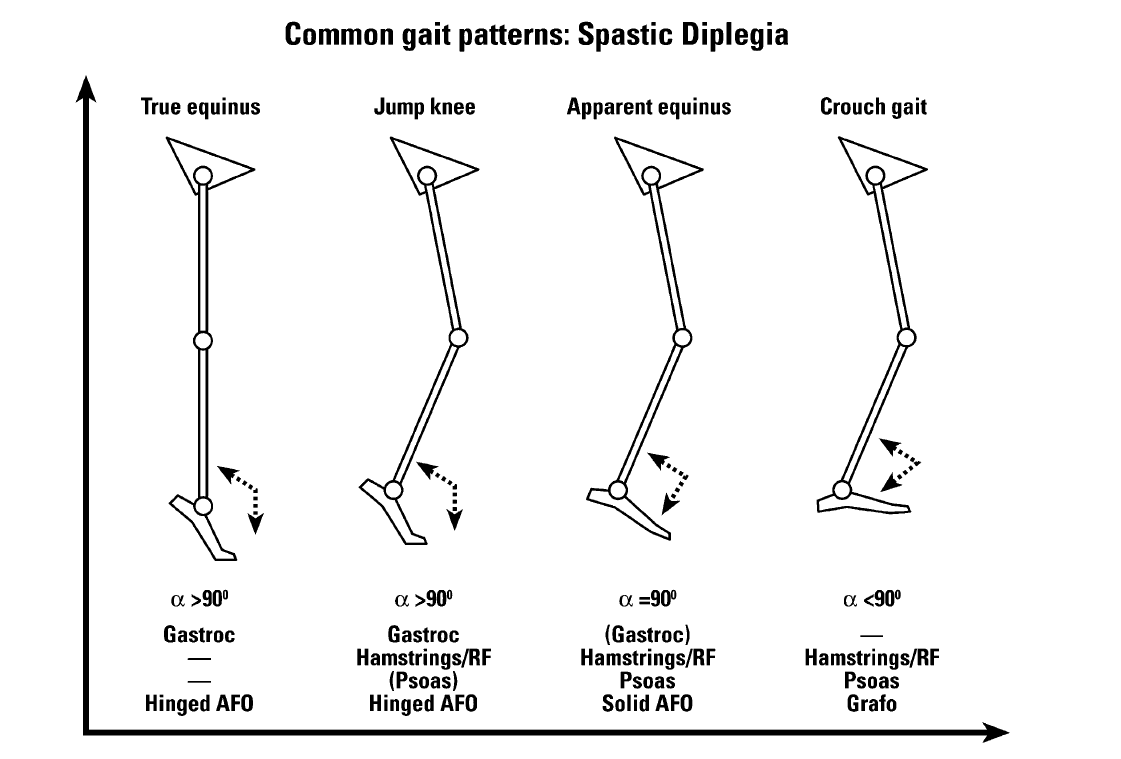 Common gait patterns: Spastic Diplegia
True equinus
Jump knee
Apparent equinus
Crouch gait
α >90⁰
α >90⁰
α =90⁰
α <90⁰
Gastroc
Gastroc
(Gastroc)
—
—
Hamstrings/RF
Hamstrings/RF
Hamstrings/RF
—
(Psoas)
Psoas
Psoas
Hinged AFO
Hinged AFO
Solid AFO
Grafo